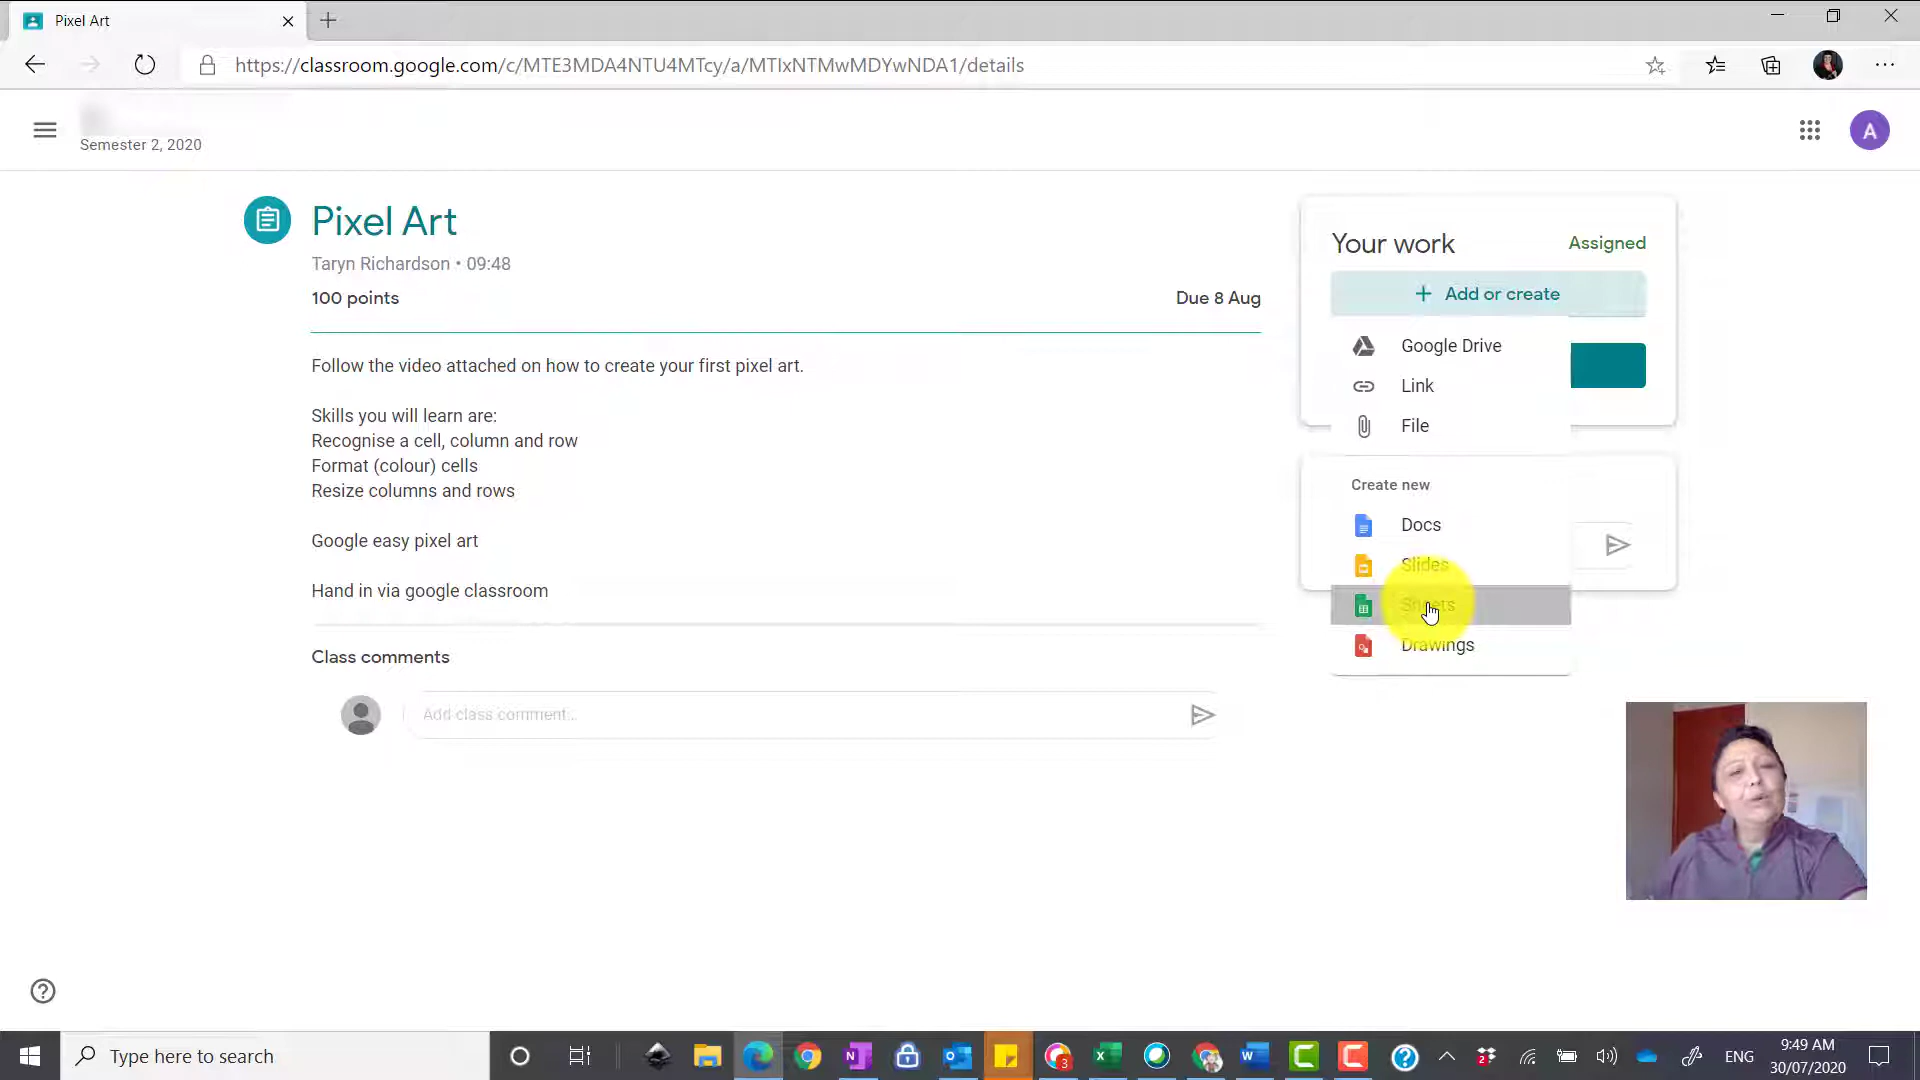 Pixel Art
https://classroom.google.com/c/MTE3MDA4NTU4MTcy/a/MTIxNTMwMDYwNDA1/details
Semester 2, 2020
A
Pixel Art
Taryn Richardson • 09:48
100 points
Due 8 Aug
Follow the video attached on how to create your first pixel art.
Skills you will learn are:
Recognise a cell, column and row
Format (colour) cells
Resize columns and rows
Google easy pixel art
Hand in via google classroom
Class comments
Add class comment...
Your work
Assigned
+ Add or create
Google Drive
Link
File
Create new
Docs
Slides
Sheets
Drawings
Type here to search
ENG
9:49 AM
30/07/2020